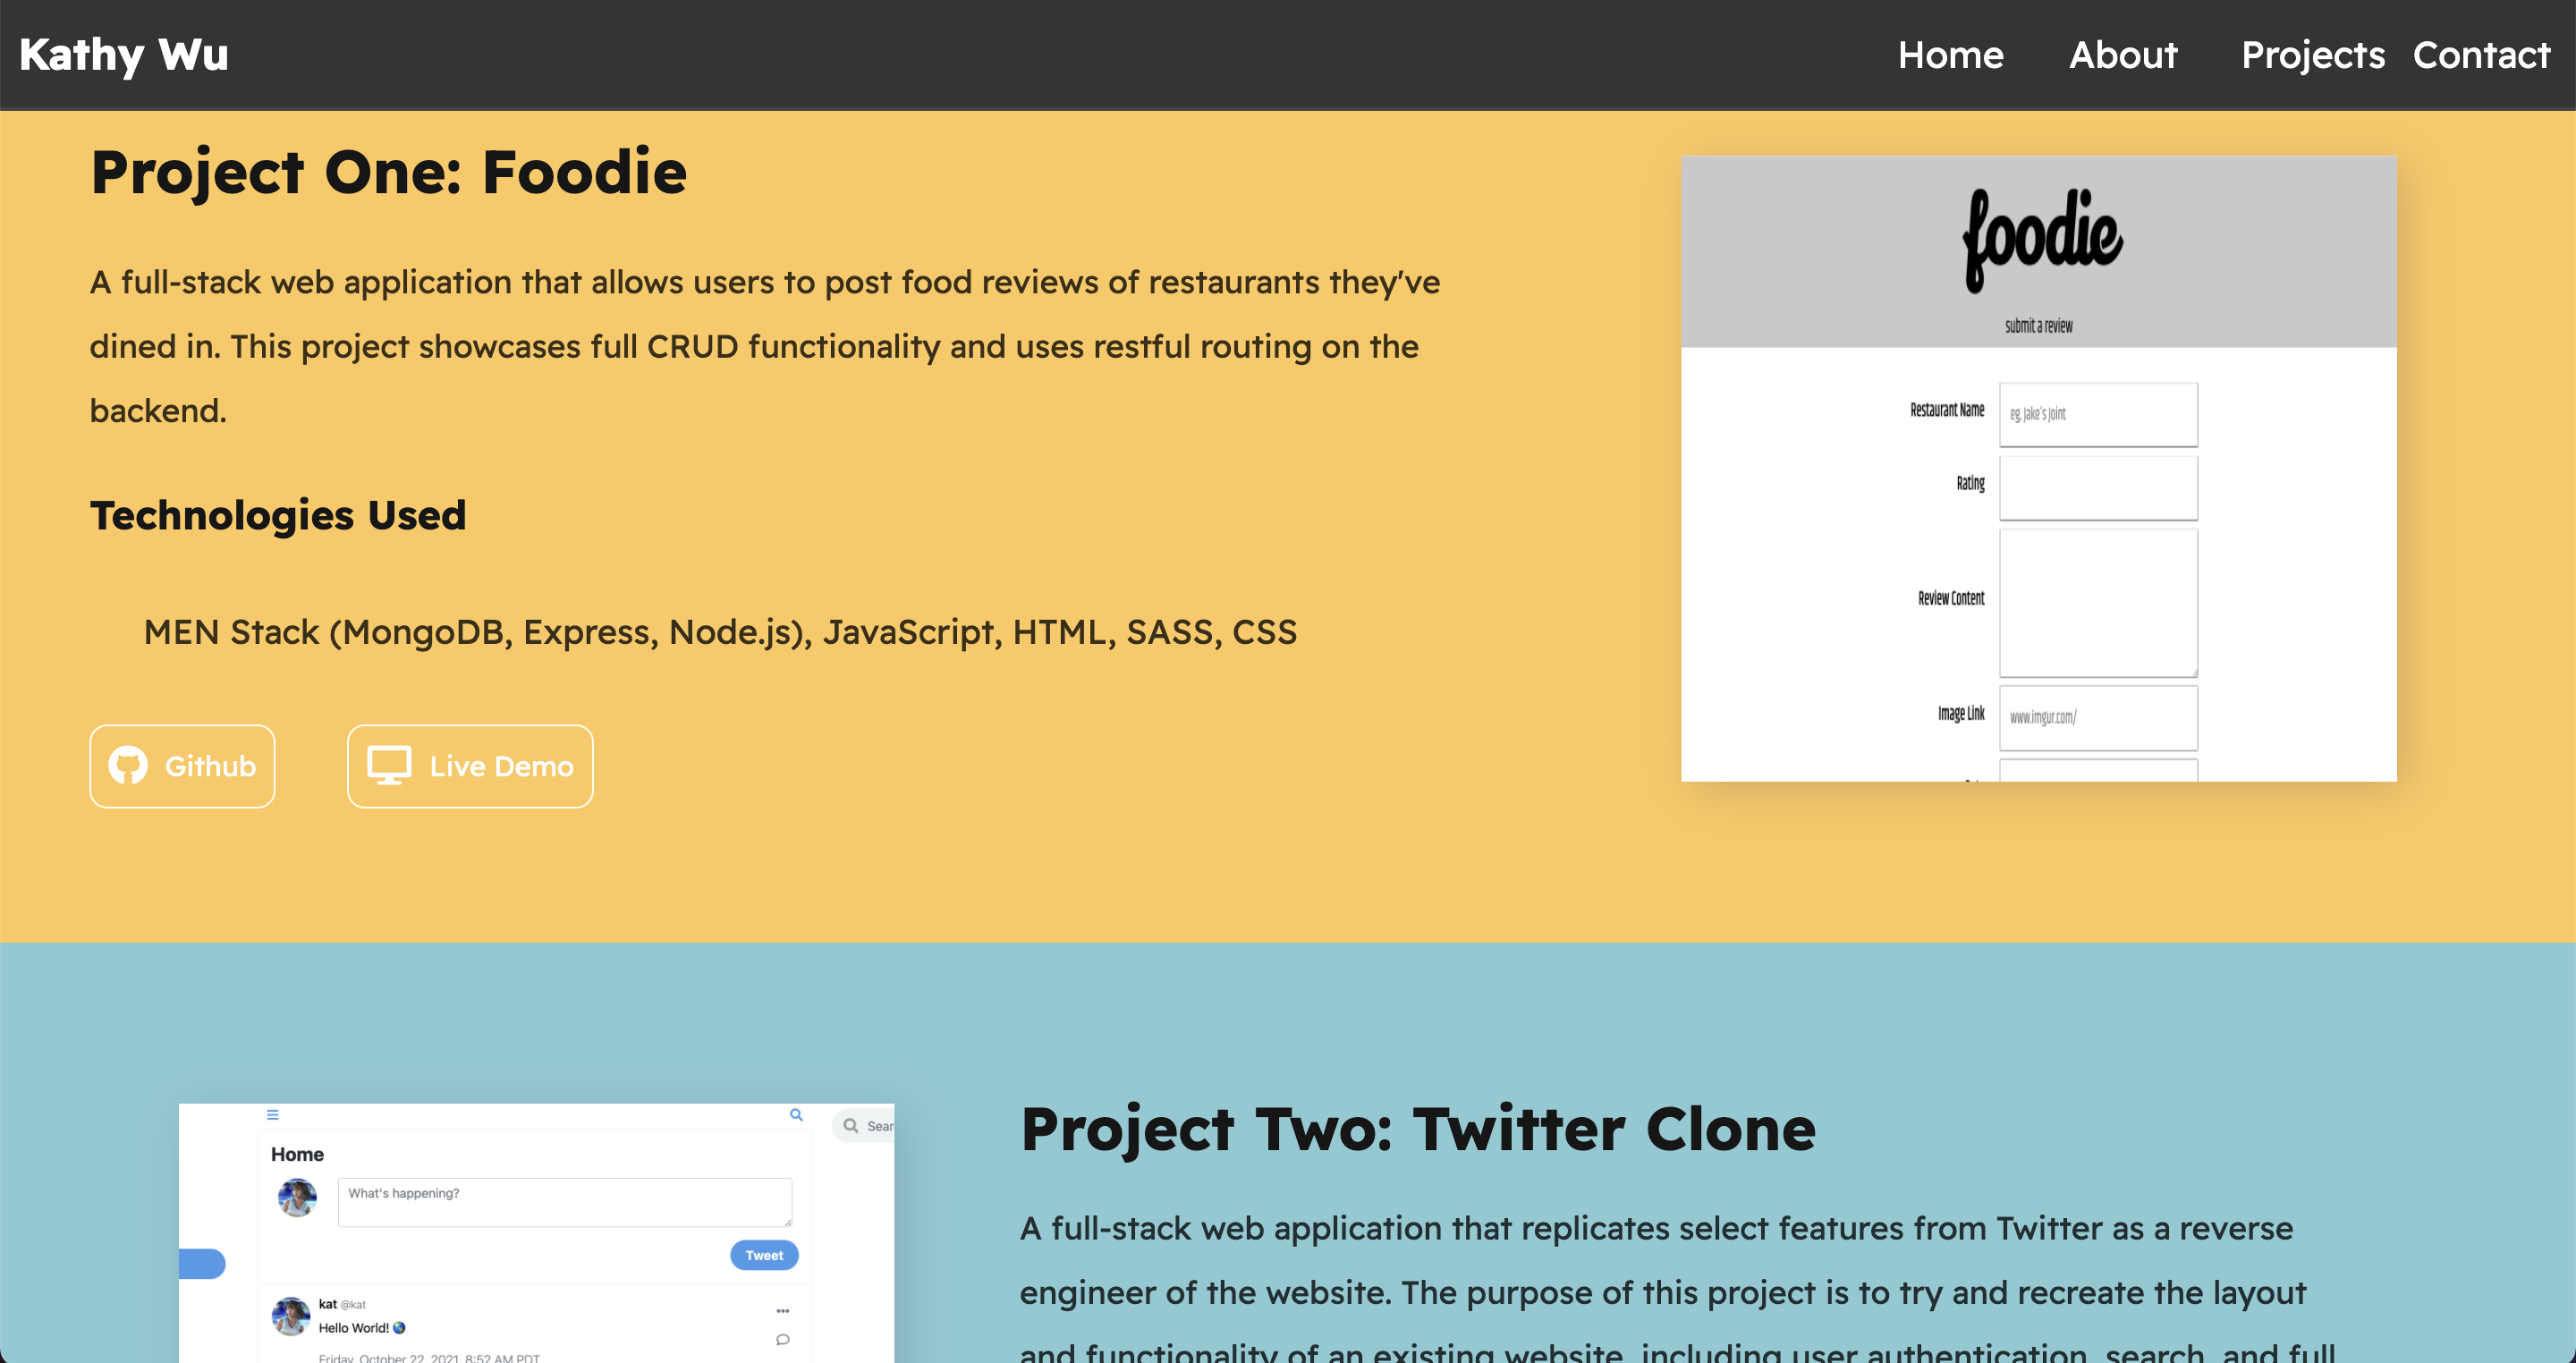 Kathy Wu
Home About Projects Contact
Project One: Foodie
A full-stack web application that allows users to post food reviews of restaurants they've
dined in. This project showcases full CRUD functionality and uses restful routing on the
backend.
Technologies Used
MEN Stack (MongoDB, Express, Node.js), JavaScript, HTML, SASS, CSS
Github
Live Demo
foodie
submit a review
Restaurant Name
eg. Jake's Joint
Rating
Review Content
Image Link
www.imgur.com/
Sear
Home
What's happening?
Tweet
kat @kat
Hello World!
Friday, October 22, 2021, 8:52 AM PDT
Project Two: Twitter Clone
A full-stack web application that replicates select features from Twitter as a reverse
engineer of the website. The purpose of this project is to try and recreate the layout
and functionality of an existing website, including user authentication, search, and full